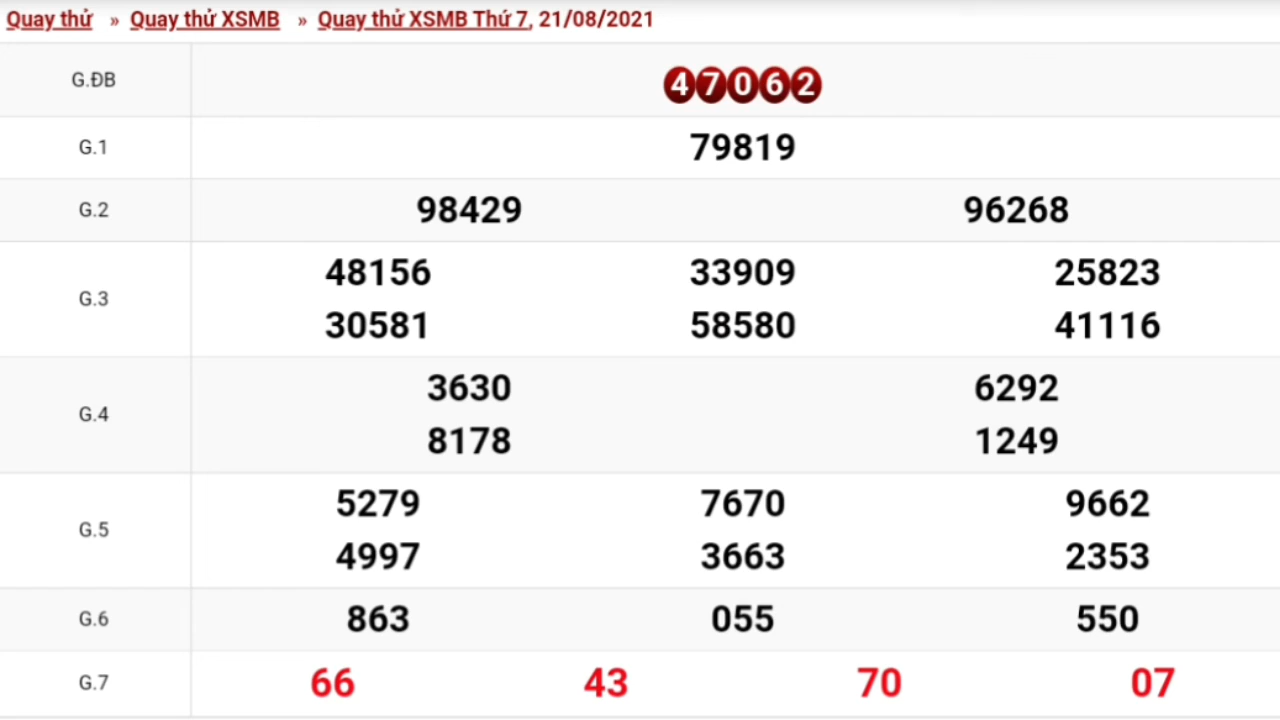 Quay thử » Quay thử XSMB » Quay thử XSMB Thứ 7, 21/08/2021
G.ĐB 47062
G.1 79819
G.2 98429 96268
G.3 48156 33909 25823
30581 58580 41116
G.4 3630 6292
8178 1249
G.5 5279 7670 9662
4997 3663 2353
G.6 863 055 550
G.7 66 43 70 07